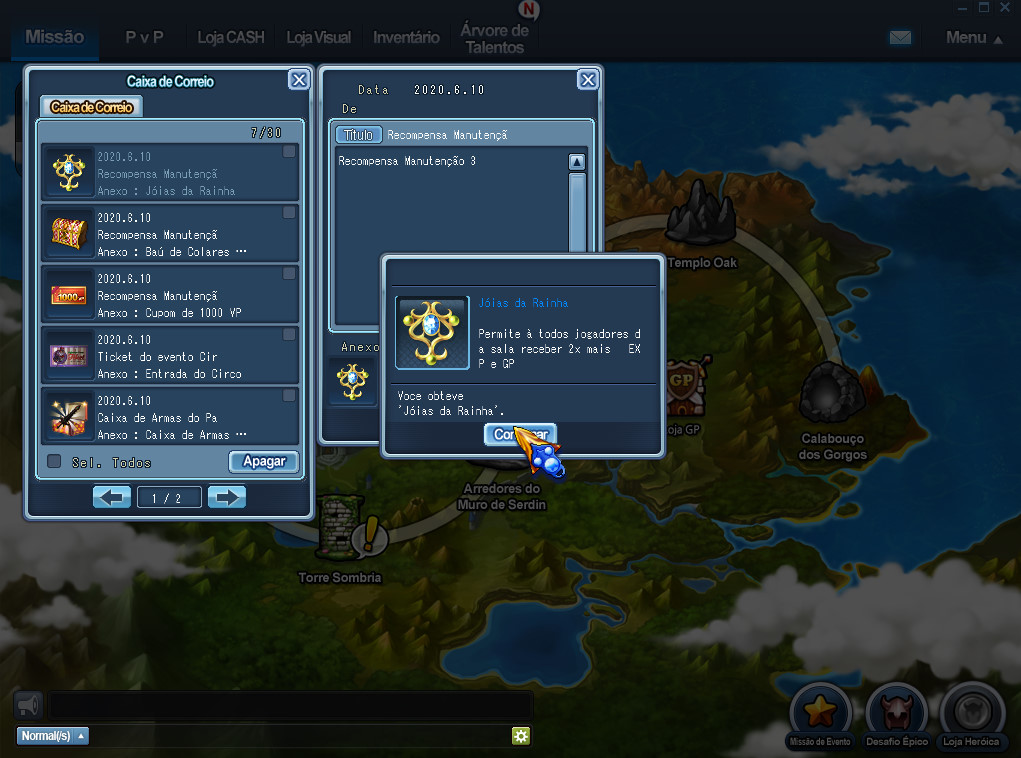 N
Missão
P v P
Loja CASH
Loja Visual
Inventário
Árvore de
Talentos
Menu
Caixa de Correio
Caixa de Correio
7/30
2020.6.10
Recompensa Manutençã
Anexo : Jóias da Rainha
2020.6.10
Recompensa Manutençã
Anexo : Baú de Colares ...
2020.6.10
Recompensa Manutençã
Anexo : Cupom de 1000 VP
1000
2020.6.10
Ticket do evento Cir
Anexo : Entrada do Circo
2020.6.10
Caixa de Armas do Pa
Anexo : Caixa de Armas ...
Sel. Todos
Apagar
1 / 2
Data 2020.6.10
De
Título Recompensa Manutençã
Recompensa Manutenção 3
Anexo
Jóias da Rainha
Permite à todos jogadores d
a sala receber 2x mais EX
P e GP
Voce obteve
'Jóias da Rainha'.
Templo Oak
GP
oja GP
Calabouço
dos Gorgos
Arredores do
Muro de Serdin
Torre Sombria
Normal(/s)
Missão de Evento
Desafio Épico
Loja Heróica